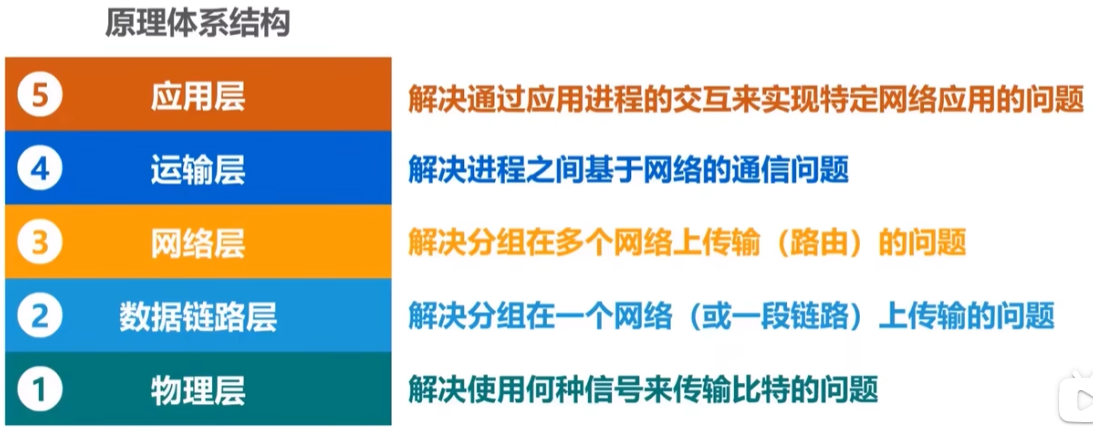 原理体系结构
5 应用层 解决通过应用进程的交互来实现特定网络应用的问题
4 运输层 解决进程之间基于网络的通信问题
3 网络层 解决分组在多个网络上传输（路由）的问题
2 数据链路层 解决分组在一个网络（或一段链路）上传输的问题
1 物理层 解决使用何种信号来传输比特的问题